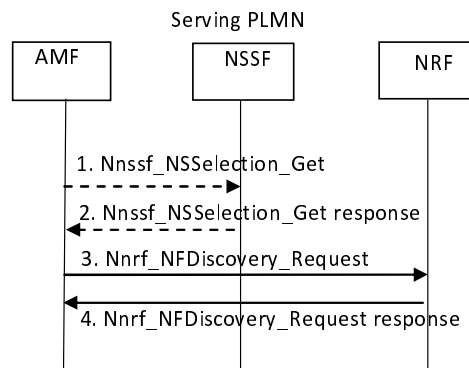 Serving PLMN
AMF
NSSF
NRF
1. Nnssf_NSSelection_Get
2. Nnssf_NSSelection_Get response
3. Nnrf_NFDiscovery_Request
4. Nnrf_NFDiscovery_Request response